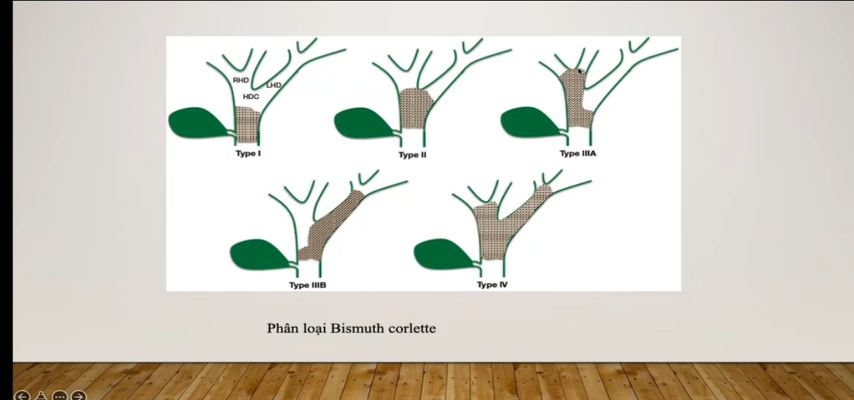 RHD
LHD
HDC
Type I
Type II
Type IIIA
Type IIIB
Type IV
Phân loại Bismuth corlette